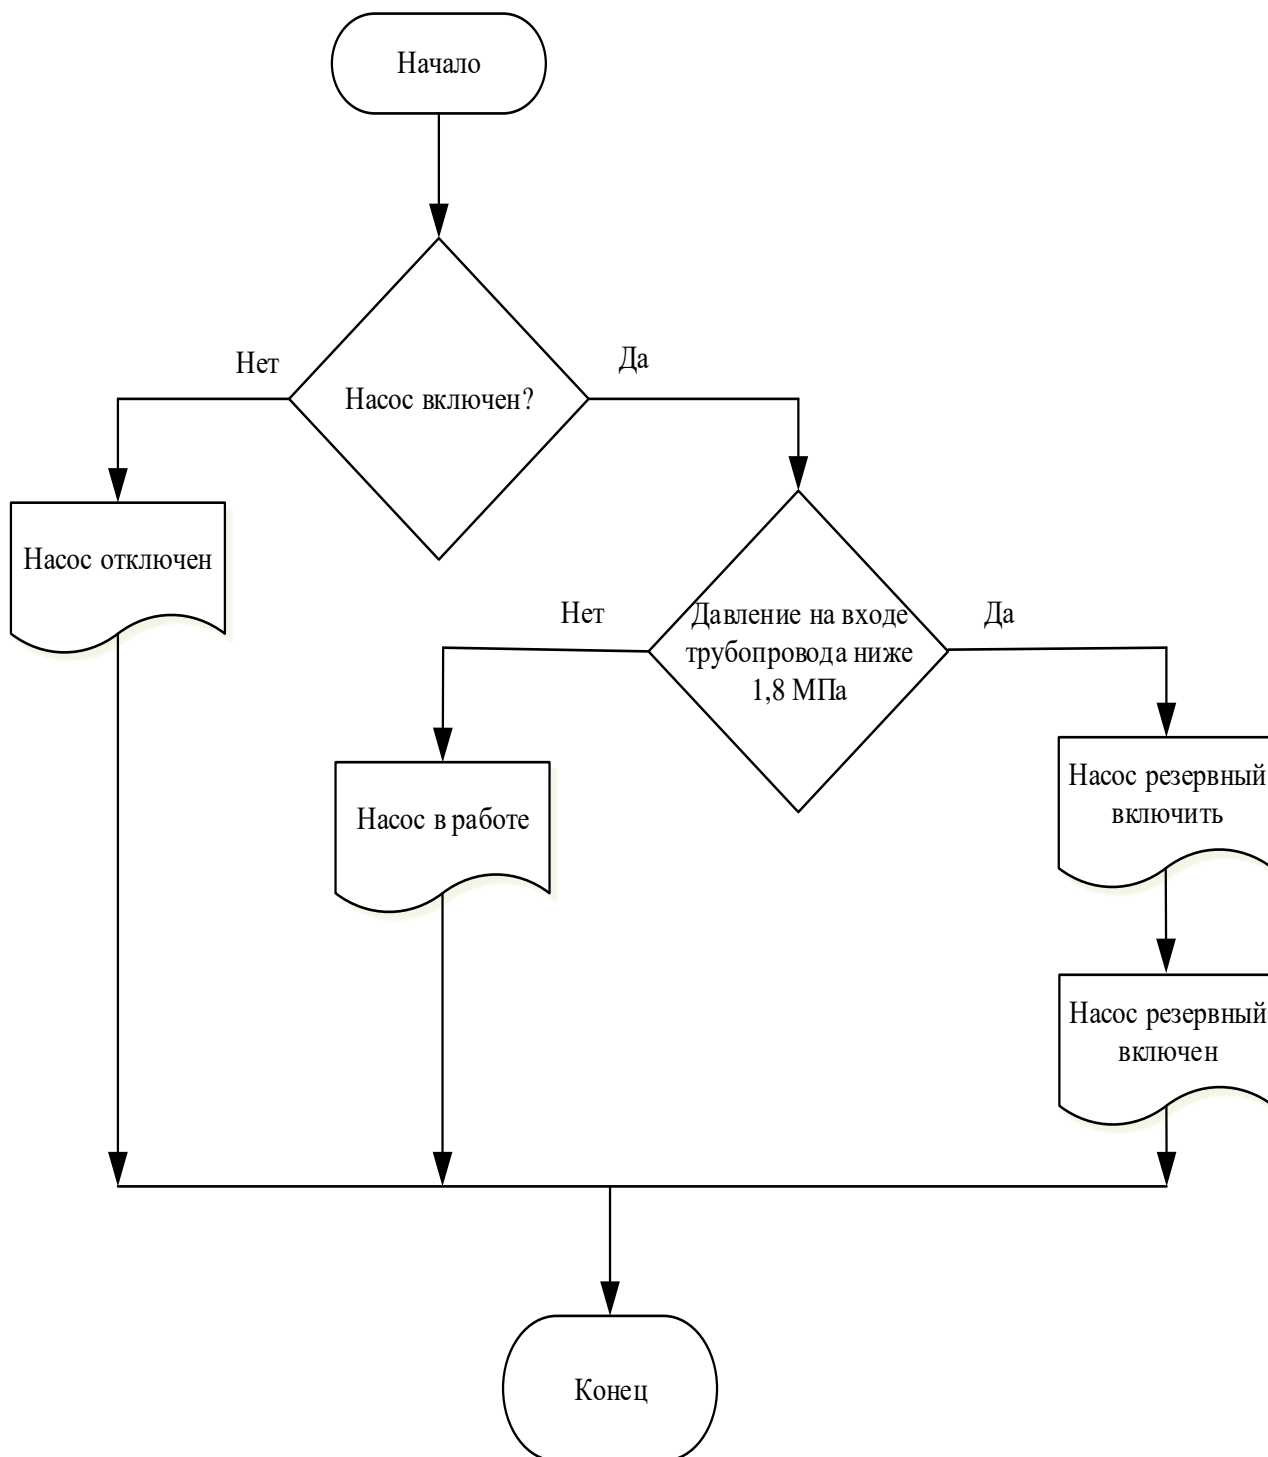 Начало
Нет
Да
Насос включен?
Насос отключен
Нет
Давление на входе
трубопровода ниже
1,8 МПа
Да
Насос в работе
Насос резервный
включить
Насос резервный
включен
Конец